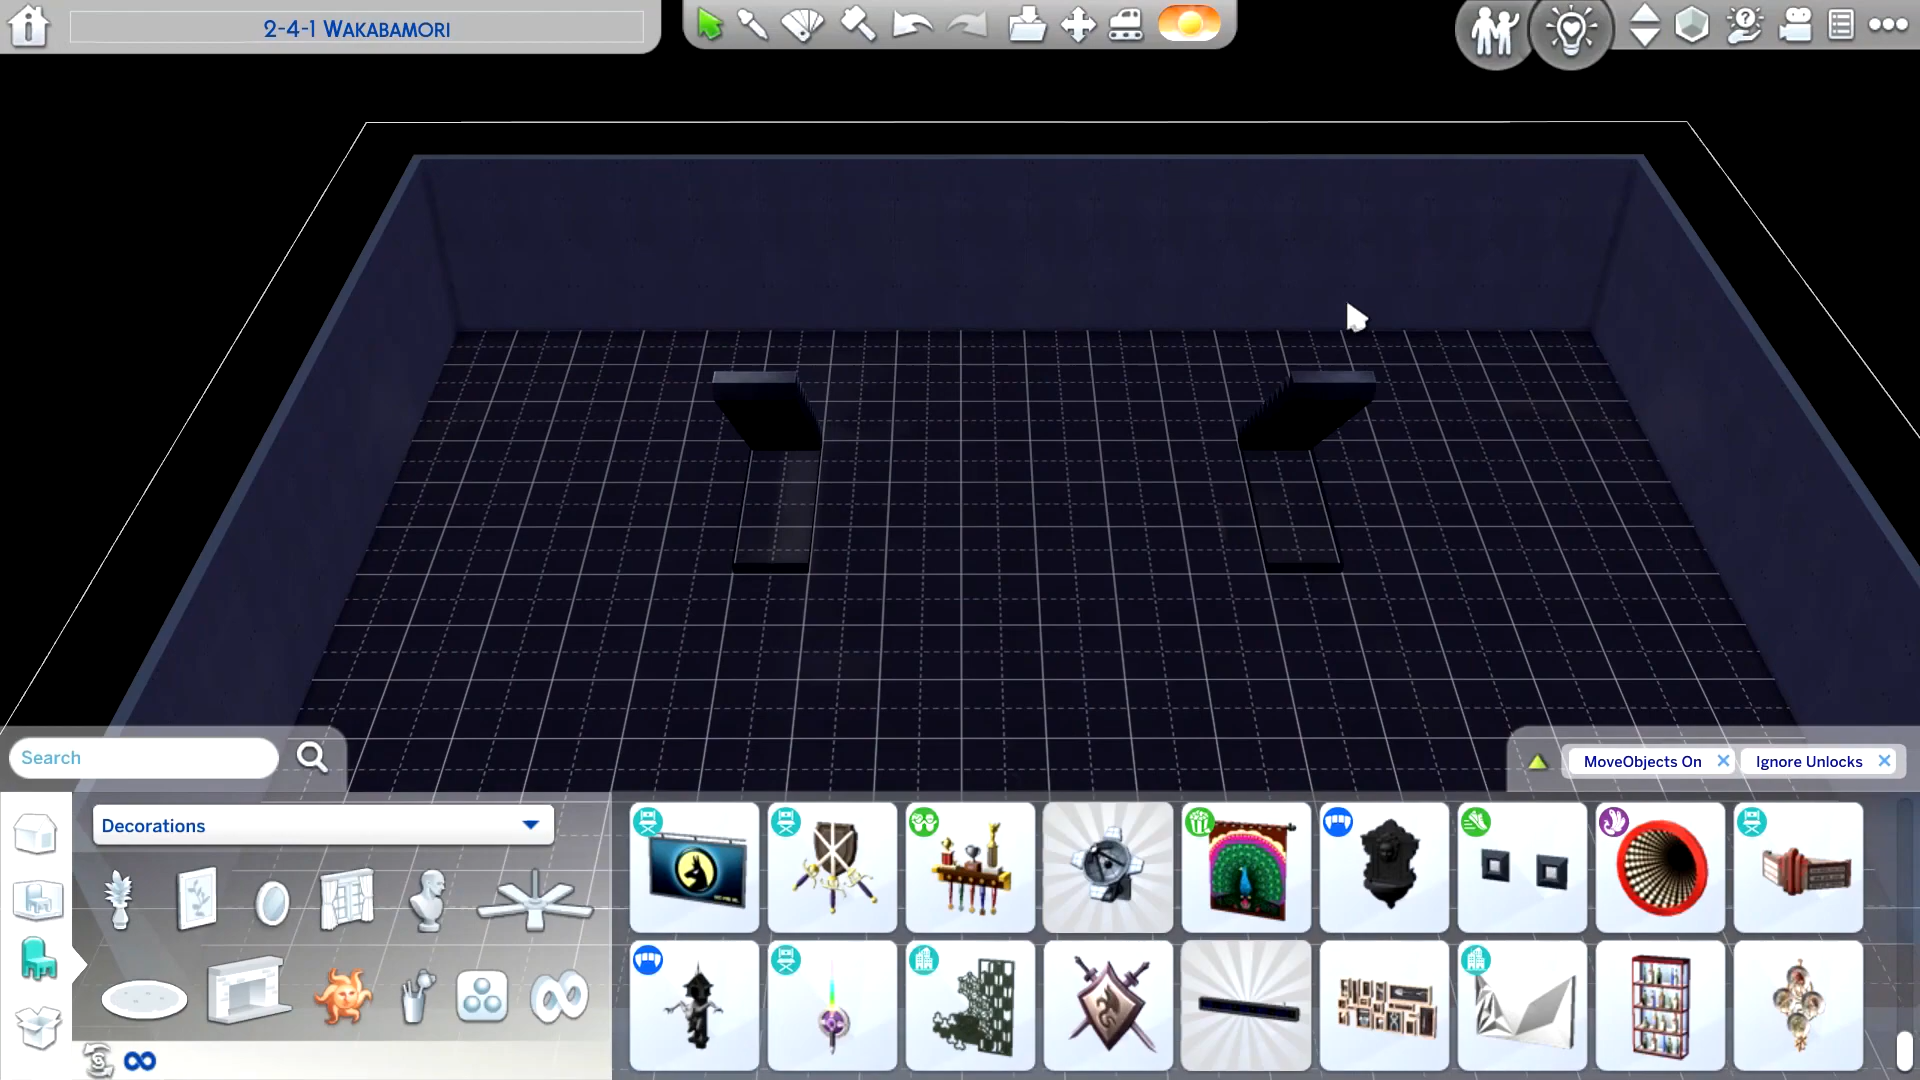 2-4-1 WAKABAMORI
Search
MoveObjects On
Ignore Unlocks
Decorations